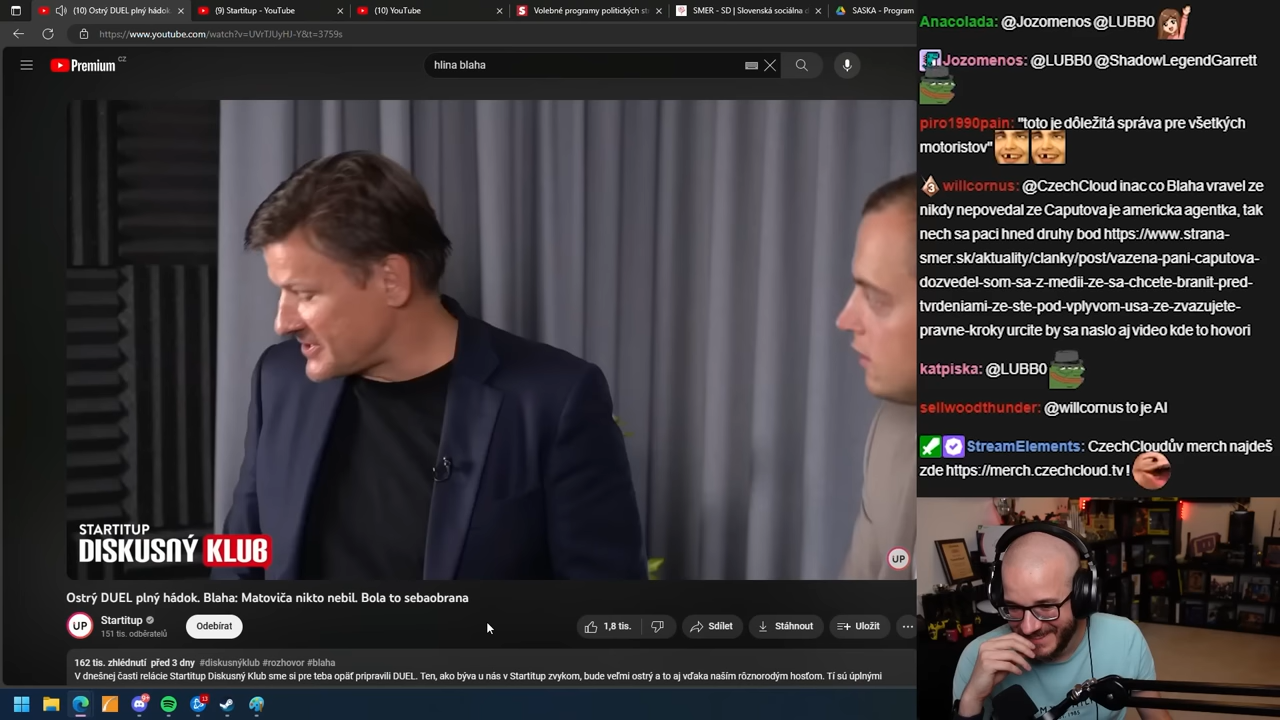 (10) Ostrý DUEL plný hádok.
(9) Startitup - YouTube
(10) YouTube
Volebné programy politických st
SMER - SD | Slovenská sociálna d
SASKA - Program
https://www.youtube.com/watch?v=UVrTJUyHJ-Y&t=3759s
Premium CZ
hlina blaha
STARTITUP
DISKUSNÝ KLUB
UP
Ostrý DUEL plný hádok. Blaha: Matoviča nikto nebil. Bola to sebaobrana
UP
Startitup
151 tis. odběratelů
Odebírat
1,8 tis.
Sdílet
Stáhnout
Uložit
162 tis. zhlédnutí před 3 dny #diskusnýklub #rozhovor #blaha
V dnešnej časti relácie Startitup Diskusný Klub sme si pre teba opäť pripravili DUEL. Ten, ako býva u nás v Startitup zvykom, bude veľmi ostrý a to aj vďaka našim rôznorodým hosťom. Tí sú úplnými
Anacolada: @Jozomenos @LUBB0
Jozomenos: @LUBB0 @ShadowLegendGarrett
piro1990pain: "toto je dôležitá správa pre všetkých
motoristov"
3 willcornus: @CzechCloud inac co Blaha vravel ze
nikdy nepovedal ze Caputova je americka agentka, tak
nech sa paci hned druhy bod https://www.strana-
smer.sk/aktuality/clanky/post/vazena-pani-caputova-
dozvedel-som-sa-z-medii-ze-sa-chcete-branit-pred-
tvrdeniami-ze-ste-pod-vplyvom-usa-ze-zvazujete-
pravne-kroky urcite by sa naslo aj video kde to hovori
katpiska: @LUBB0
sellwoodthunder: @willcornus to je AI
StreamElements: CzechCloudův merch najdeš
zde https://merch.czechcloud.tv !